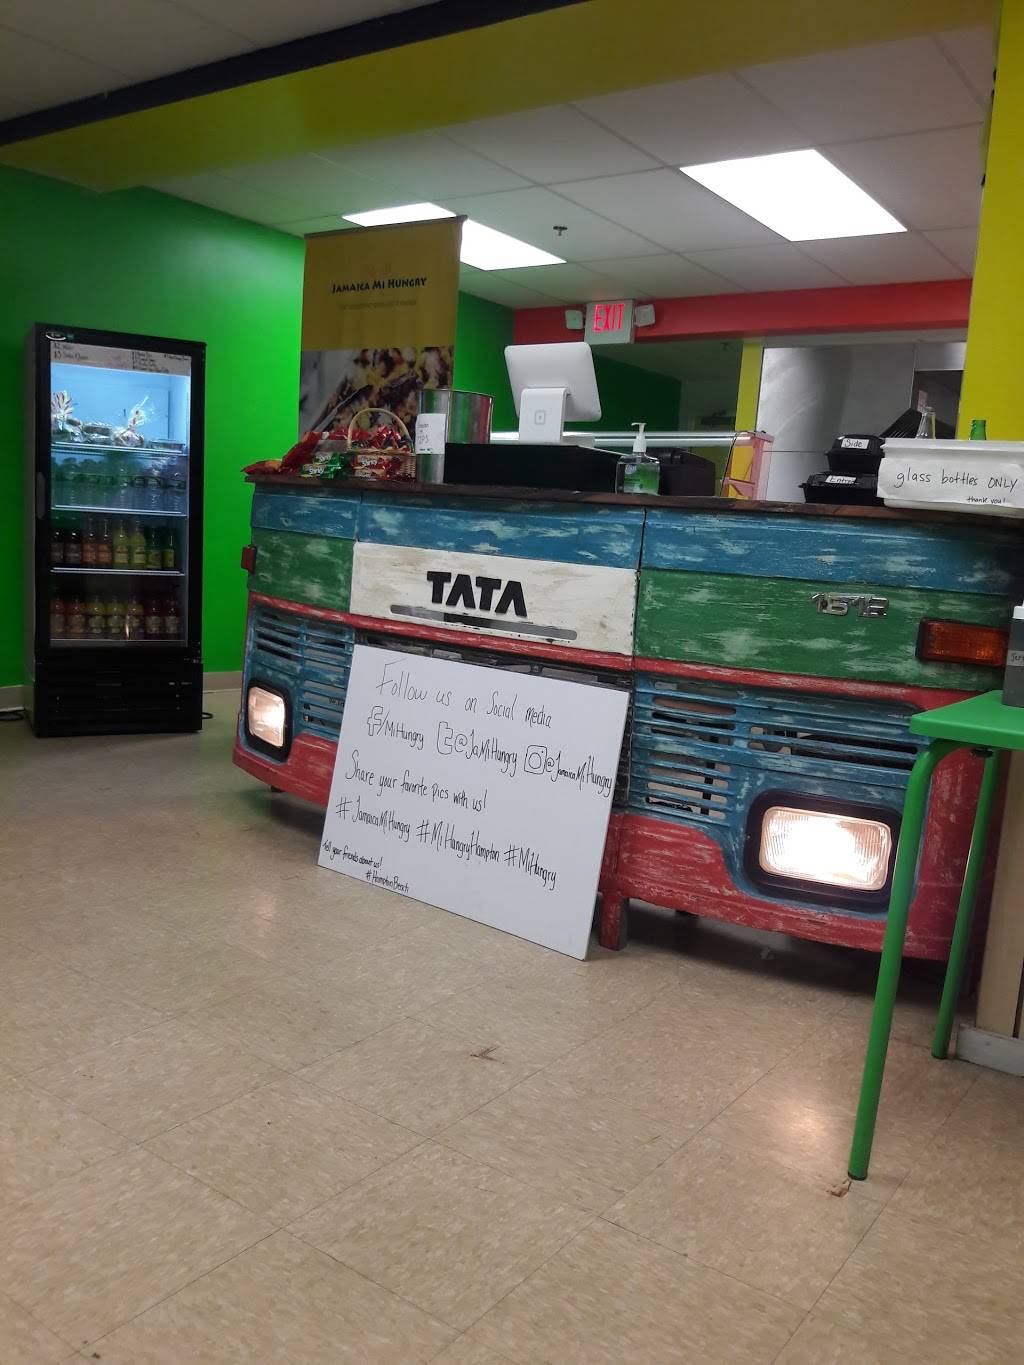 JAMAICA MI HUNGRY
EXIT
Side
glass bottles ONLY
thank you!
TATA
1612
Follow us on Social media
f/MiHungry t@JaMiHungry @JamaicaMiHungry
Share your favorite pics with us!
#JamaicaMiHungry #MiHungryHampton #MiHungry
Tell your friends about us!
#HamptonBeach